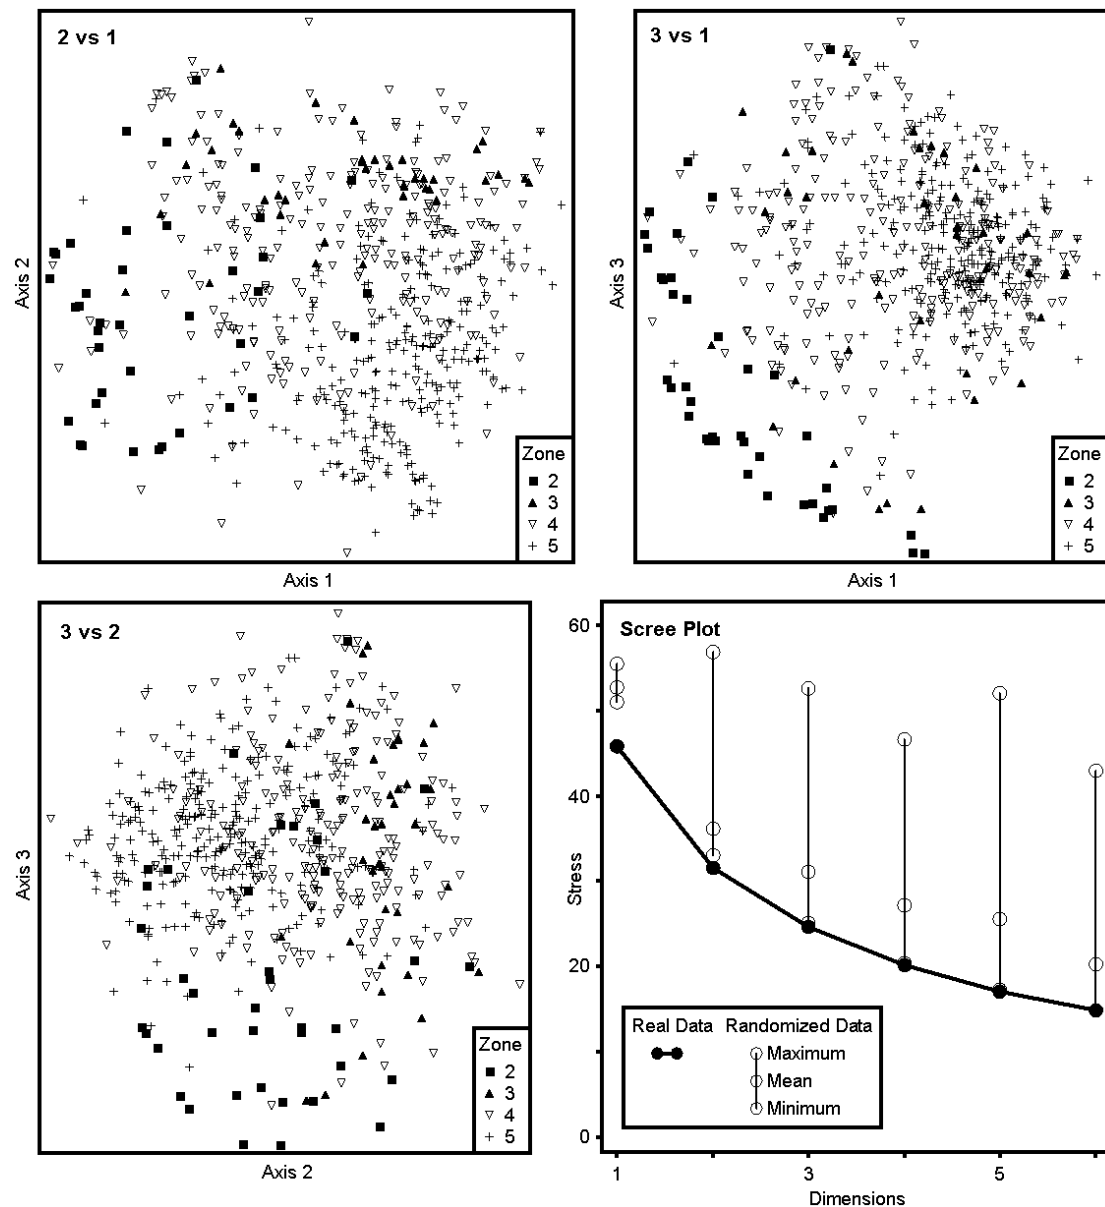 2 vs 1
Axis 2
Zone
2
3
4
5
Axis 1
3 vs 1
Axis 3
Zone
2
3
4
5
Axis 1
3 vs 2
Axis 3
Zone
2
3
4
5
Axis 2
Scree Plot
60
40
20
0
Stress
Real Data Randomized Data
Maximum
Mean
Minimum
1 3 5
Dimensions